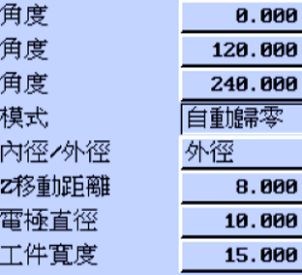 角度 0.000
角度 120.000
角度 240.000
模式 自動歸零
內徑/外徑 外徑
Z移動距離 8.000
電極直徑 10.000
工件寬度 15.000